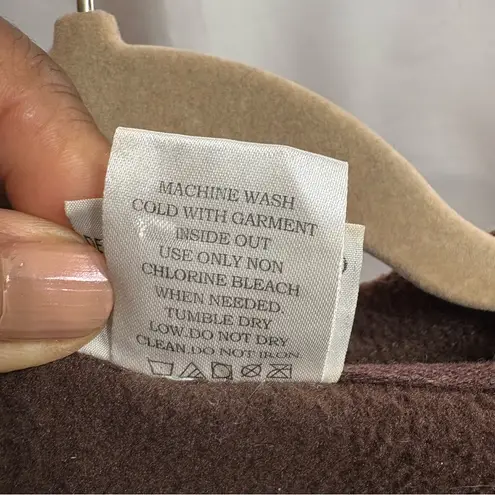 MACHINE WASH
COLD WITH GARMENT
INSIDE OUT
USE ONLY NON
CHLORINE BLEACH
WHEN NEEDED.
TUMBLE DRY
LOW.DO NOT DRY
CLEAN.DO NOT IRON